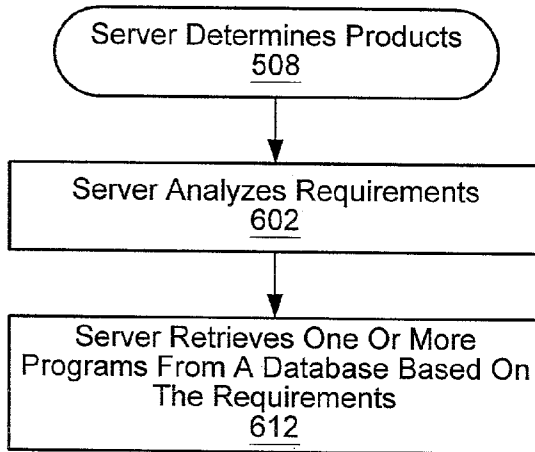 Server Determines Products
508
Server Analyzes Requirements
602
Server Retrieves One Or More
Programs From A Database Based On
The Requirements
612